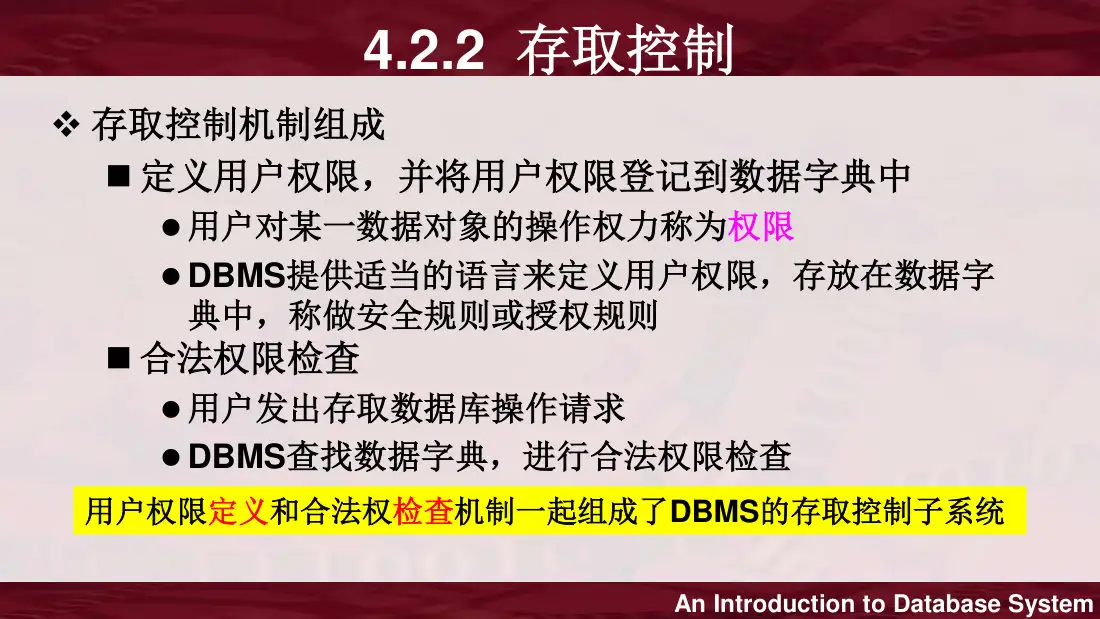 4.2.2 存取控制
❖ 存取控制机制组成
■ 定义用户权限，并将用户权限登记到数据字典中
● 用户对某一数据对象的操作权力称为权限
● DBMS提供适当的语言来定义用户权限，存放在数据字
典中，称做安全规则或授权规则
■ 合法权限检查
● 用户发出存取数据库操作请求
● DBMS查找数据字典，进行合法权限检查
用户权限定义和合法权检查机制一起组成了DBMS的存取控制子系统
An Introduction to Database System